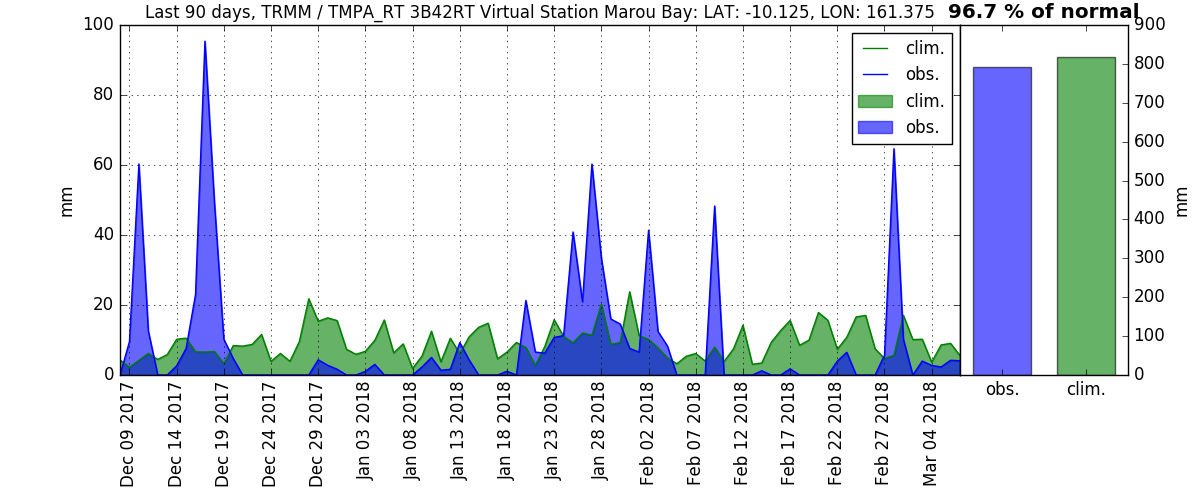 Last 90 days, TRMM / TMPA_RT 3B42RT Virtual Station Marou Bay: LAT: -10.125, LON: 161.375 96.7 % of normal
100
80
60
40
20
0
mm
clim.
obs.
clim.
obs.
900
800
700
600
500
400
300
200
100
0
mm
Dec 09 2017
Dec 14 2017
Dec 19 2017
Dec 24 2017
Dec 29 2017
Jan 03 2018
Jan 08 2018
Jan 13 2018
Jan 18 2018
Jan 23 2018
Jan 28 2018
Feb 02 2018
Feb 07 2018
Feb 12 2018
Feb 17 2018
Feb 22 2018
Feb 27 2018
Mar 04 2018
obs.
clim.